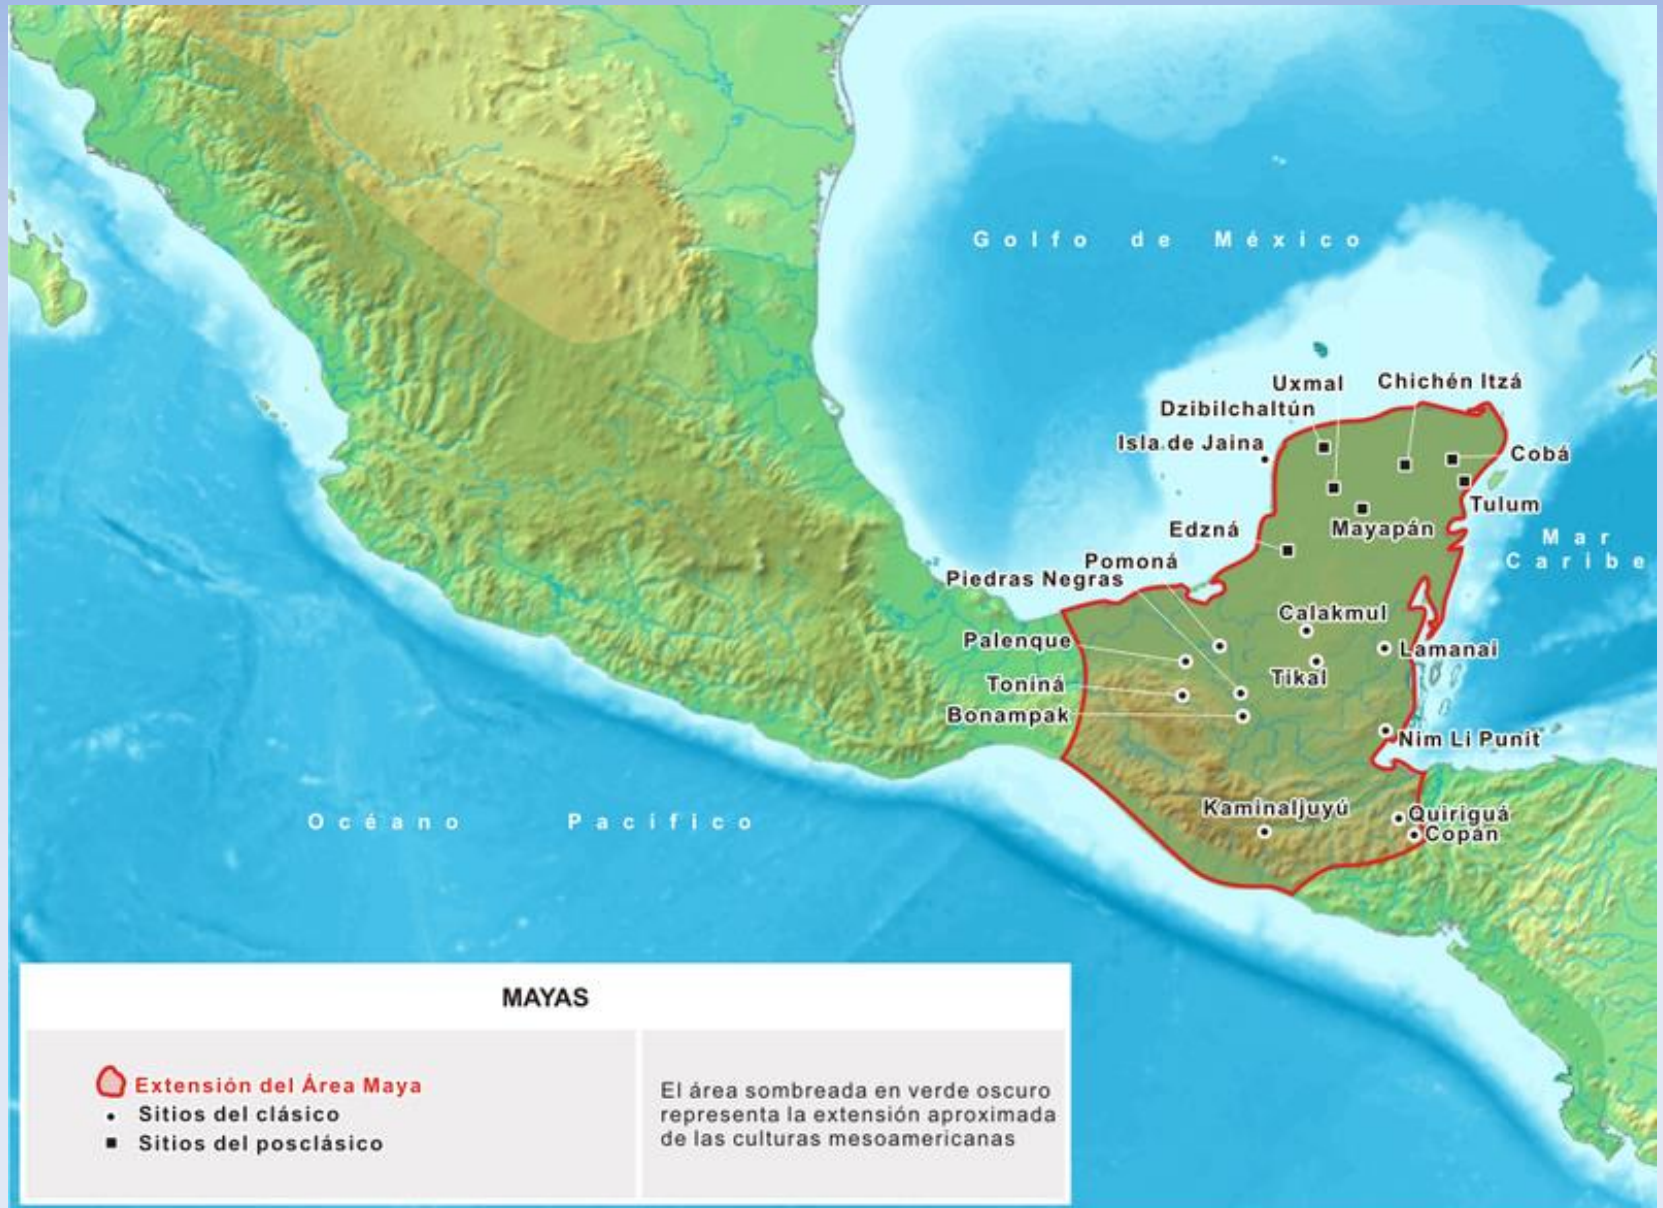 Golfo de México
Uxmal
Chichén Itzá
Dzibilchaltún
Isla de Jaina
Cobá
Tulum
Mayapán
Edzná
Mar
Caribe
Pomoná
Piedras Negras
Calakmul
Palenque
Lamanai
Tikal
Toniná
Bonampak
Nim Li Punit
Kaminaljuyú
Quiriguá
Copán
Océano Pacífico
MAYAS
Extensión del Área Maya
Sitios del clásico
Sitios del posclásico
El área sombreada en verde oscuro
representa la extensión aproximada
de las culturas mesoamericanas